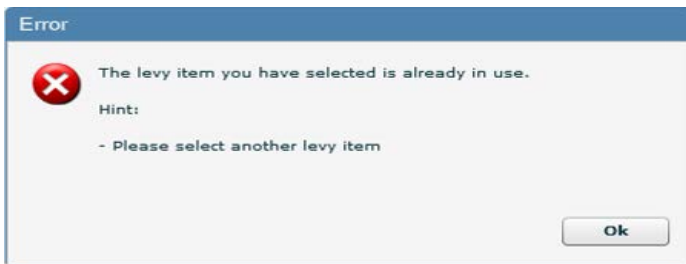 Error
The levy item you have selected is already in use.
Hint:
- Please select another levy item
Ok